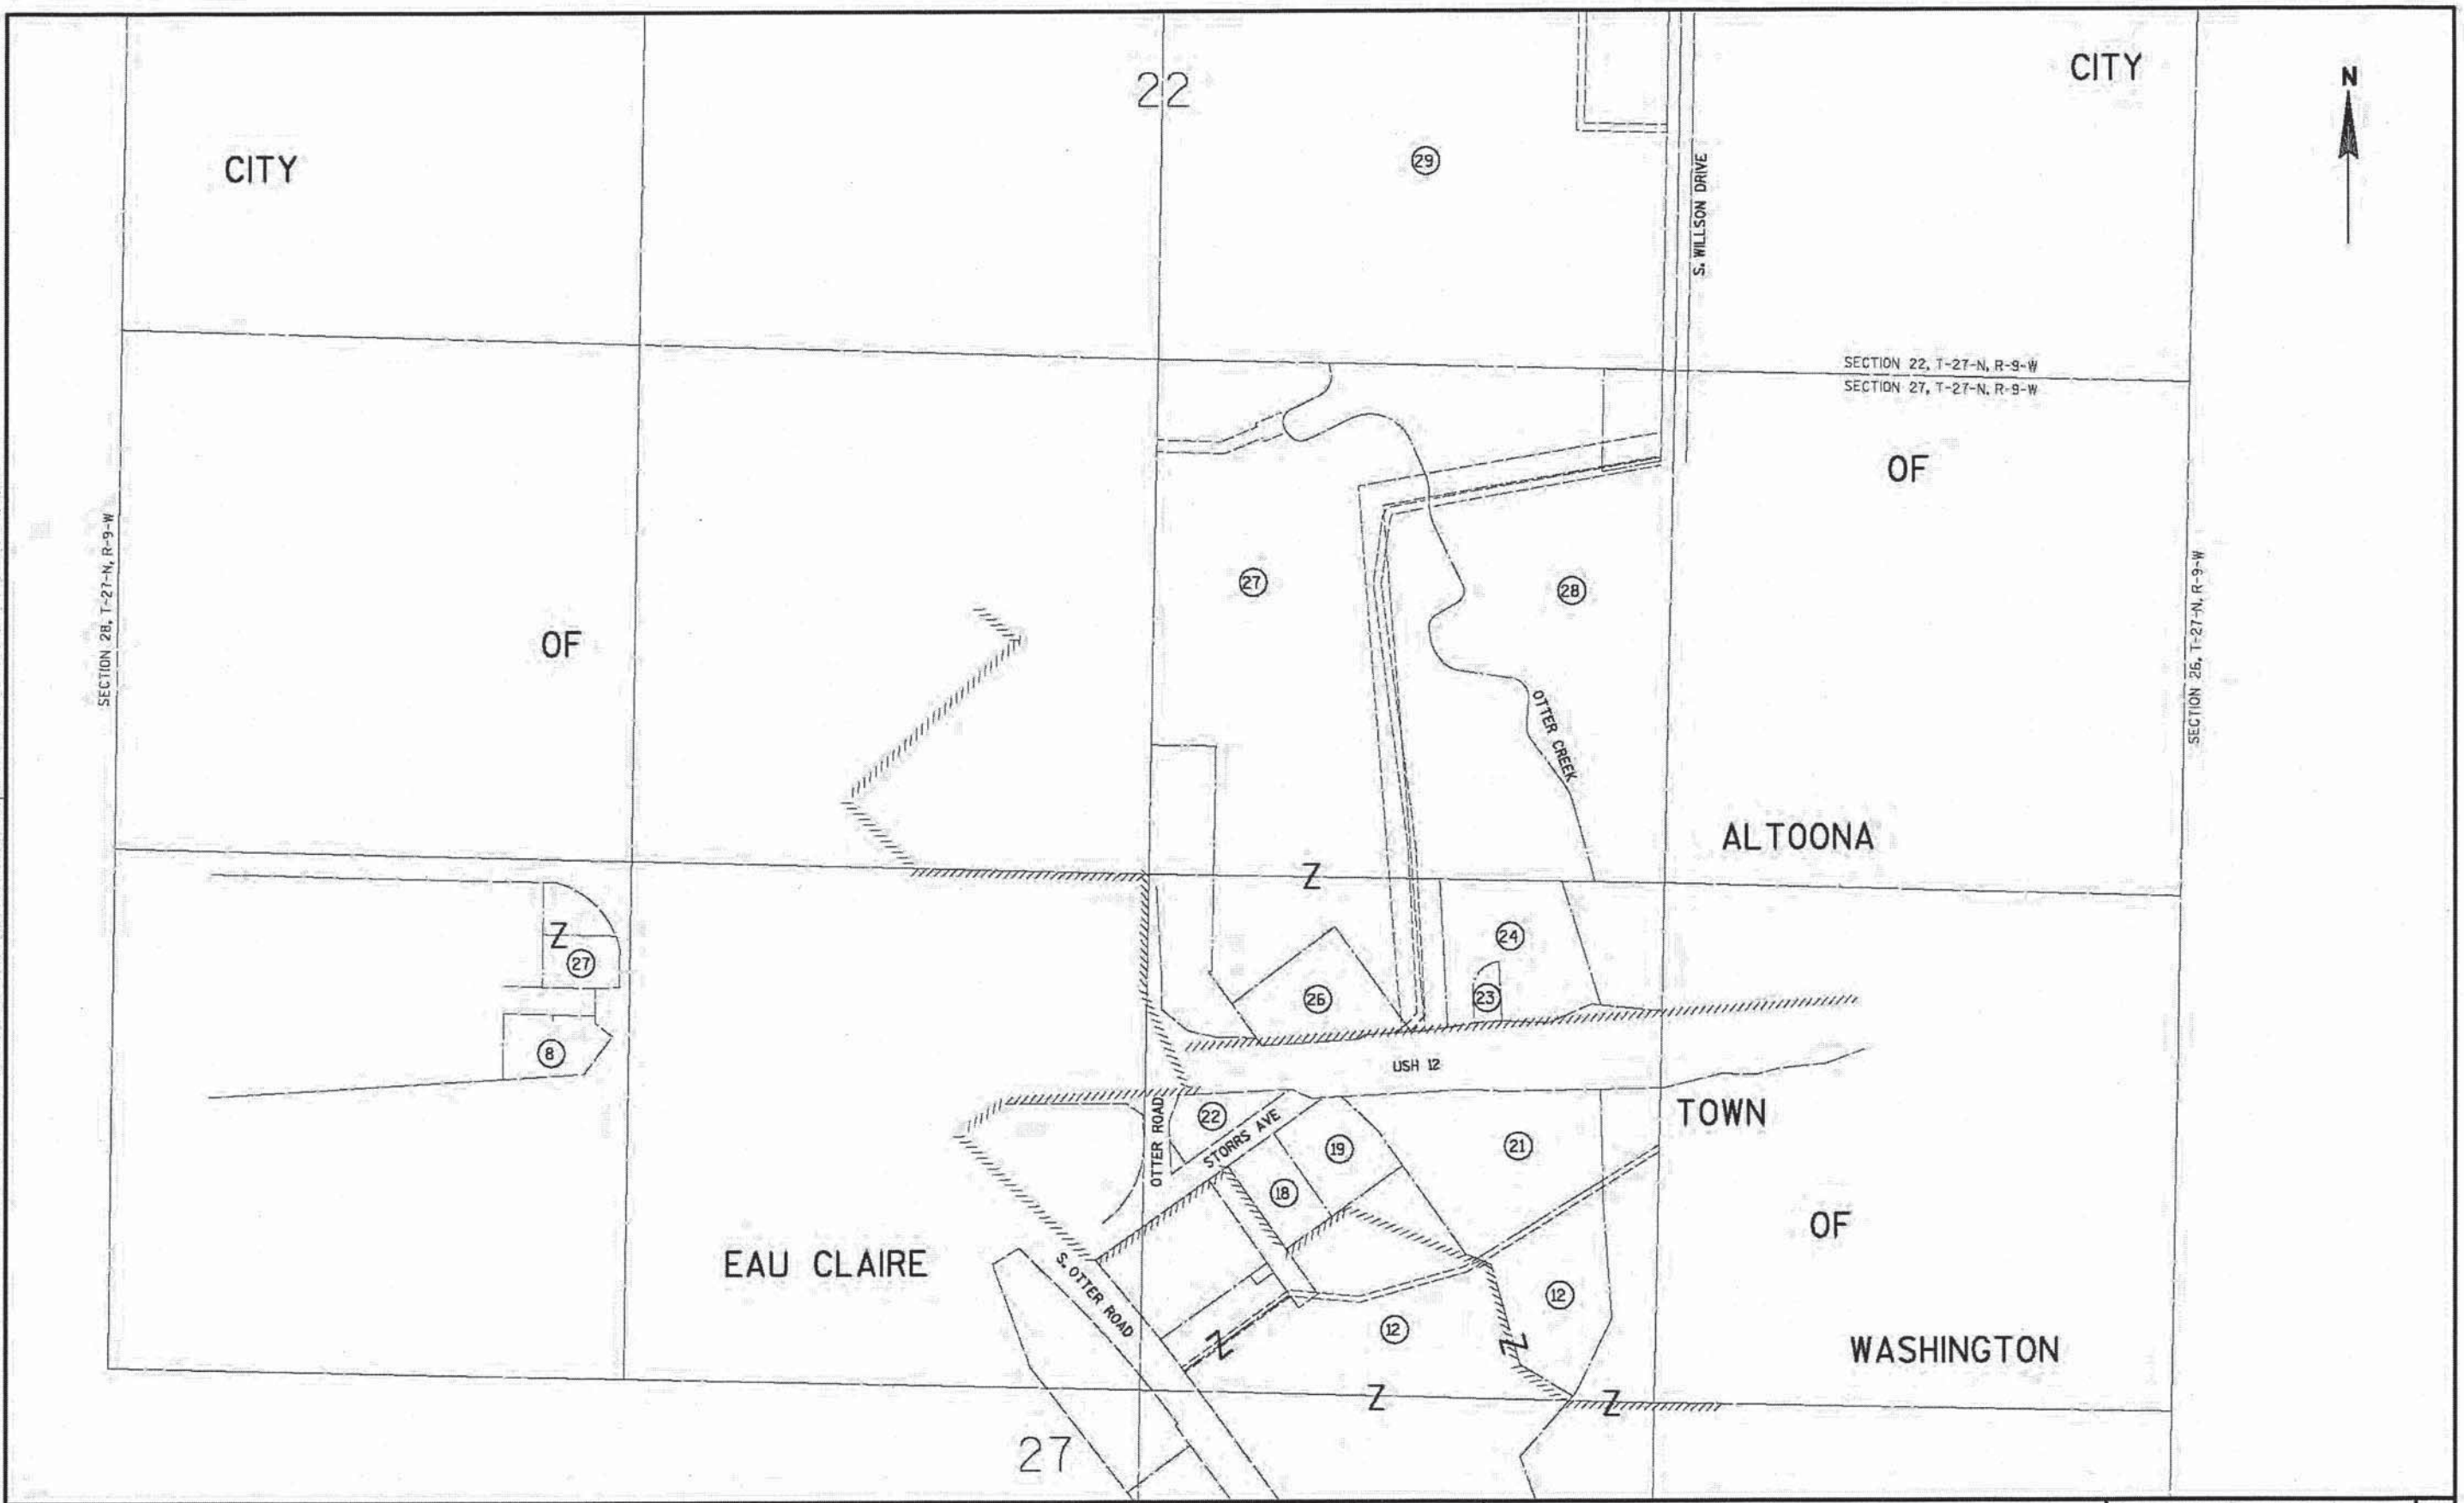 22
CITY
N
CITY
29
S. WILLSON DRIVE
SECTION 22, T-27-N, R-9-W
SECTION 27, T-27-N, R-9-W
OF
SECTION 28, T-27-N, R-9-W
SECTION 26, T-27-N, R-9-W
27
28
OF
OTTER CREEK
ALTOONA
Z
Z
27
24
26
23
8
USH 12
22
OTTER ROAD
STORRS AVE
TOWN
19
21
18
OF
EAU CLAIRE
S. OTTER ROAD
12
12
Z
Z
WASHINGTON
Z
Z
27